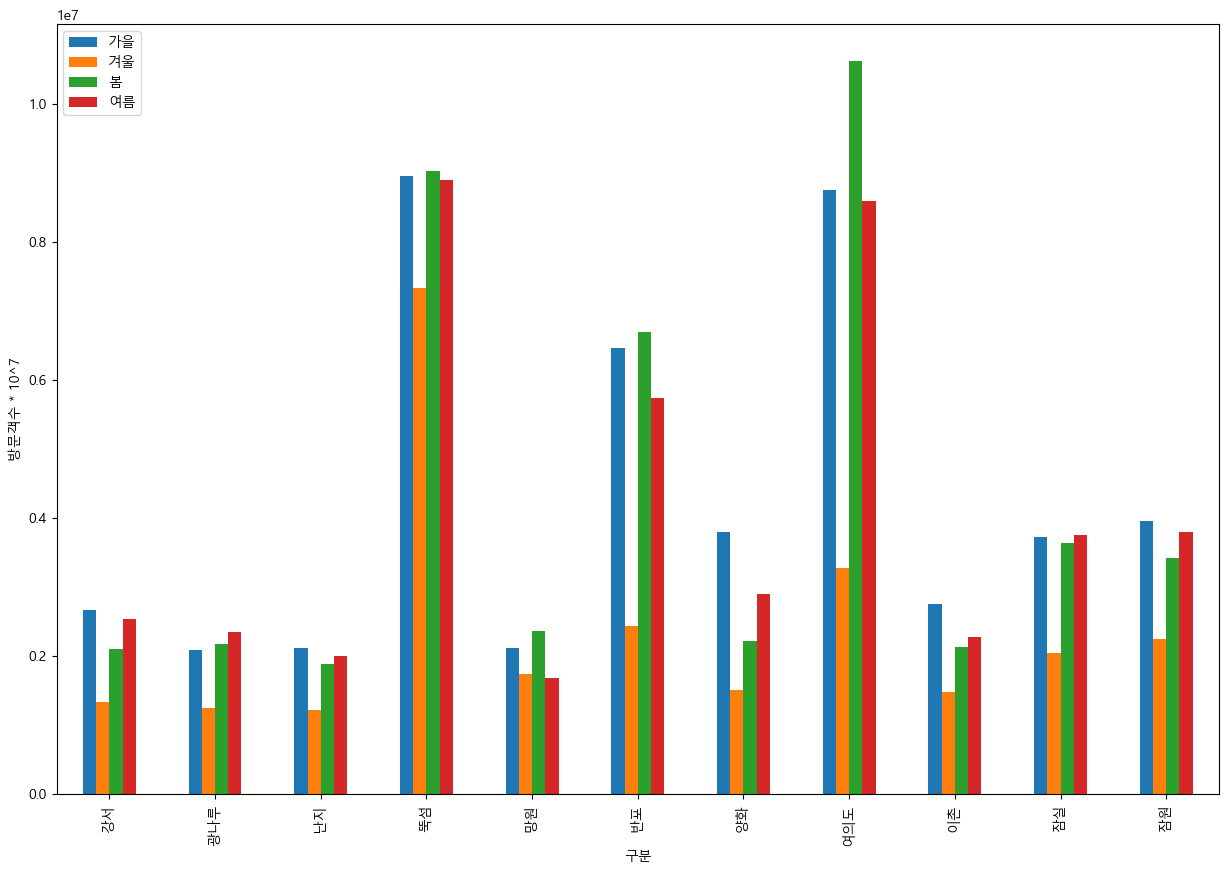 1e7
가을
겨울
봄
여름
1.0
0.8
0.6
0.4
0.2
0.0
방문객수 * 10^7
강서
광나루
난지
뚝섬
망원
반포
양화
여의도
이촌
잠실
잠원
구분